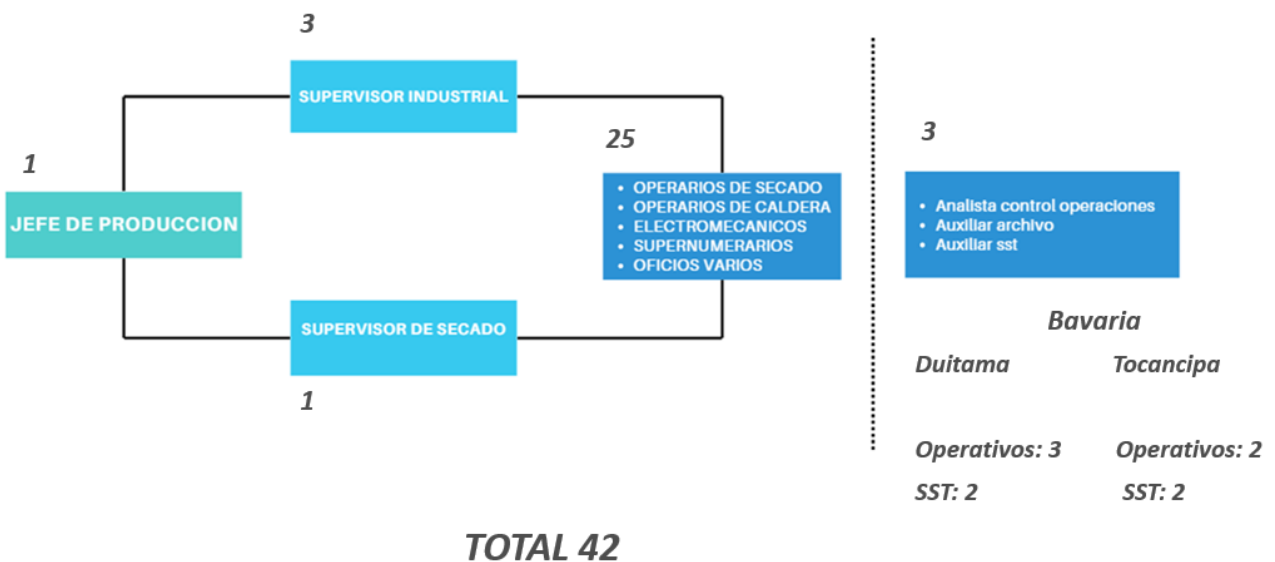 3
SUPERVISOR INDUSTRIAL
1
JEFE DE PRODUCCION
25
• OPERARIOS DE SECADO
• OPERARIOS DE CALDERA
• ELECTROMECANICOS
• SUPERNUMERARIOS
• OFICIOS VARIOS
SUPERVISOR DE SECADO
1
3
• Analista control operaciones
• Auxiliar archivo
• Auxiliar sst
Bavaria
Duitama Tocancipa
Operativos: 3 Operativos: 2
SST: 2 SST: 2
TOTAL 42